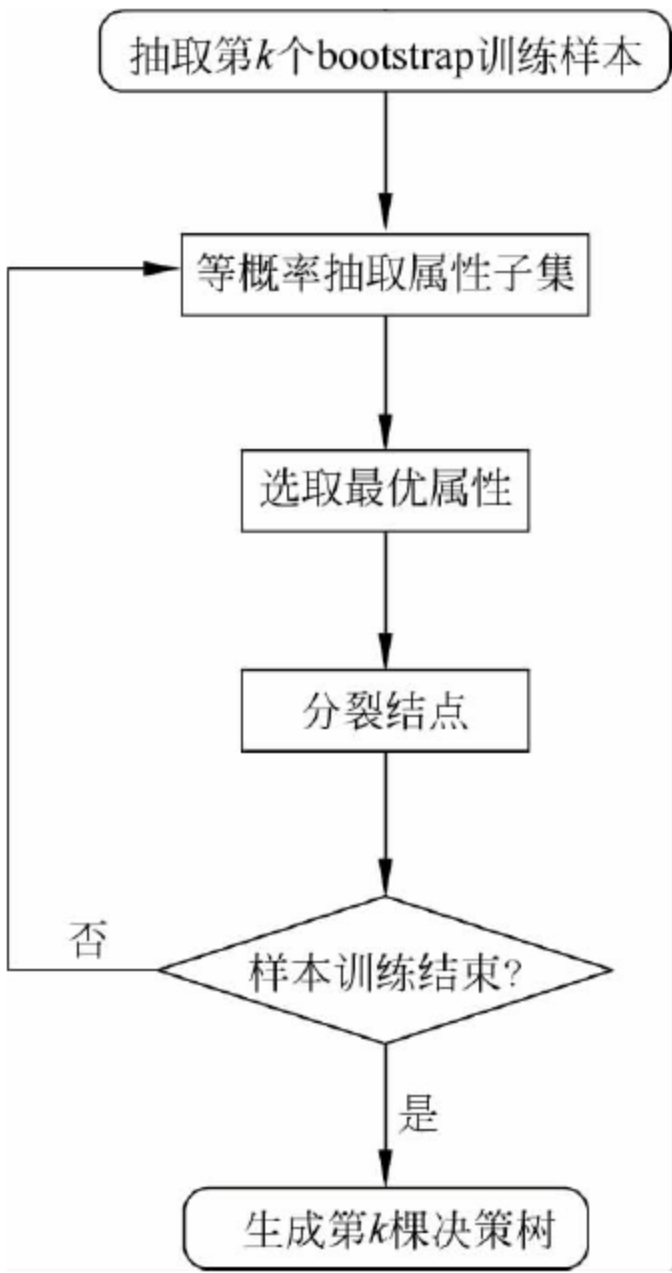 抽取第k个bootstrap训练样本
等概率抽取属性子集
选取最优属性
分裂结点
否
样本训练结束?
是
生成第k棵决策树